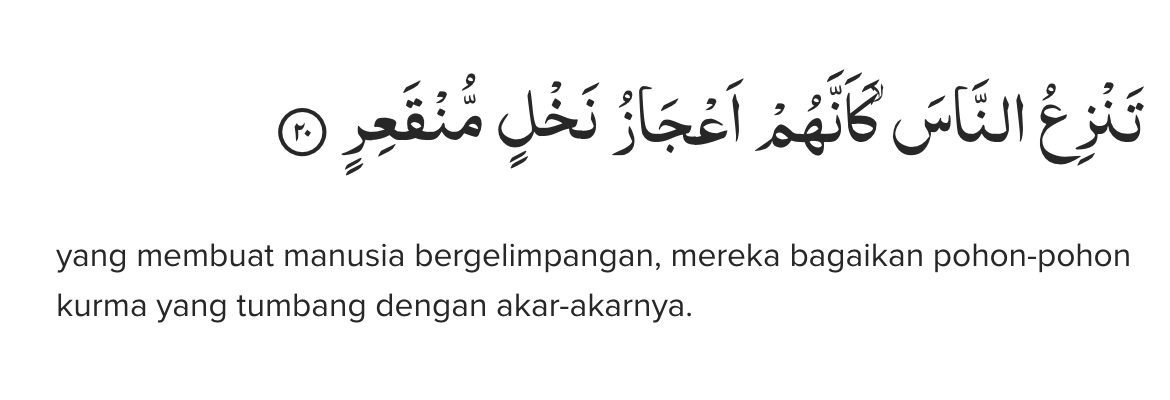 تَنْزِعُ النَّاسَۙ كَاَنَّهُمْ اَعْجَازُ نَخْلٍ مُّنْقَعِرٍ ٢٠
yang membuat manusia bergelimpangan, mereka bagaikan pohon-pohon
kurma yang tumbang dengan akar-akarnya.